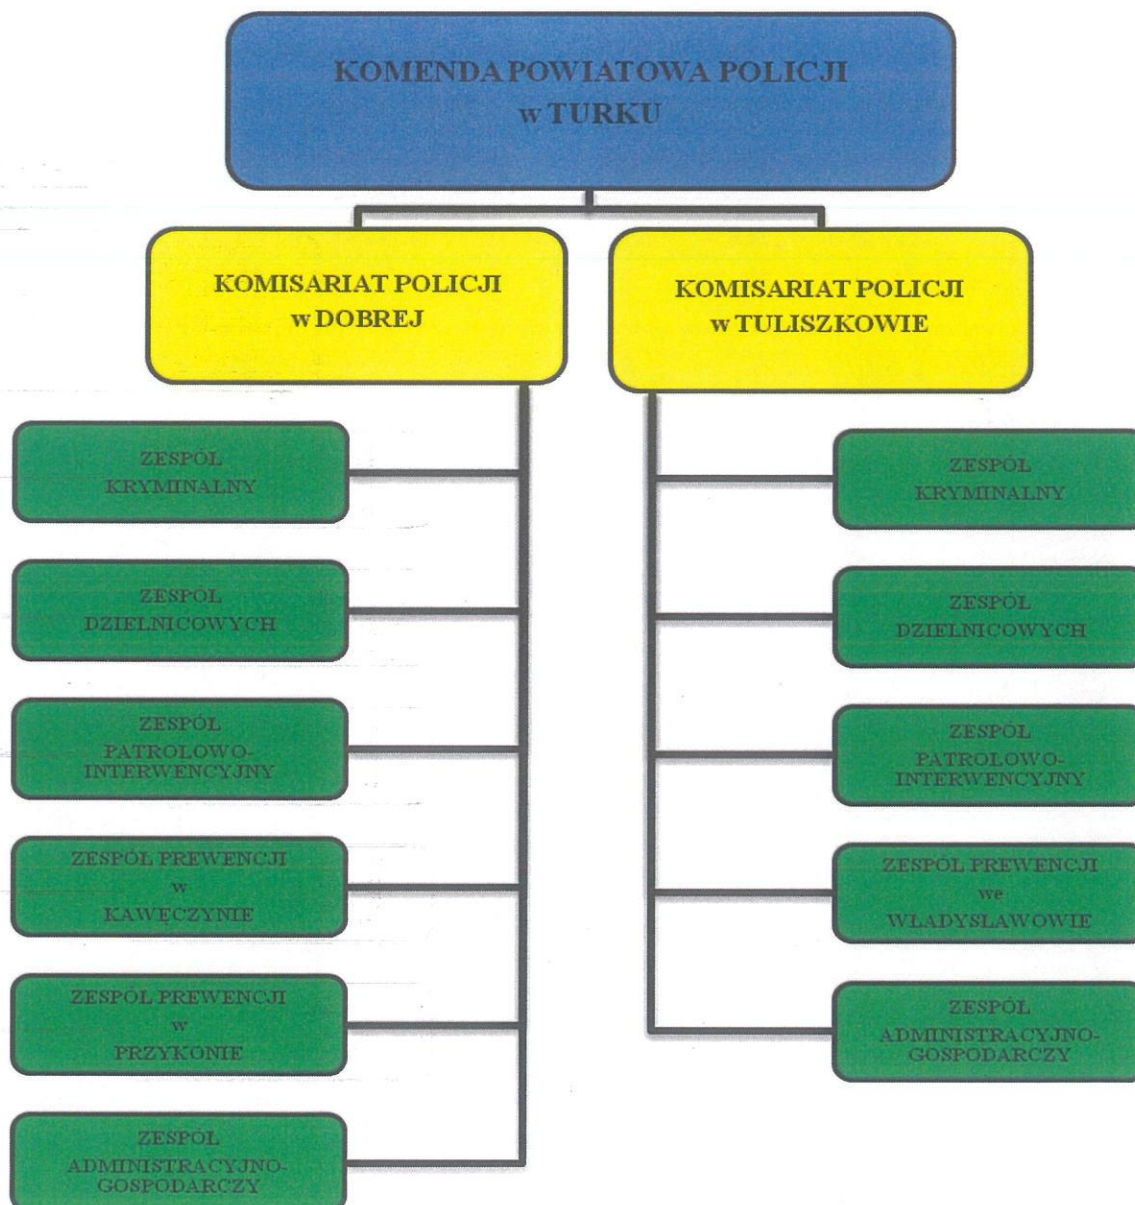 KOMENDA POWIATOWA POLICJI
w TURKU
KOMISARIAT POLICJI
w DOBREJ
KOMISARIAT POLICJI
w TULISZKOWIE
ZESPÓŁ
KRYMINALNY
ZESPÓŁ
DZIELNICOWYCH
ZESPÓŁ
PATROLOWO-
INTERWENCYJNY
ZESPÓŁ PREWENCJI
w
KAWĘCZYNIE
ZESPÓŁ PREWENCJI
w
PRZYKONIE
ZESPÓŁ
ADMINISTRACYJNO-
GOSPODARCZY
ZESPÓŁ
KRYMINALNY
ZESPÓŁ
DZIELNICOWYCH
ZESPÓŁ
PATROLOWO-
INTERWENCYJNY
ZESPÓŁ PREWENCJI
we
WŁADYSŁAWOWIE
ZESPÓŁ
ADMINISTRACYJNO-
GOSPODARCZY